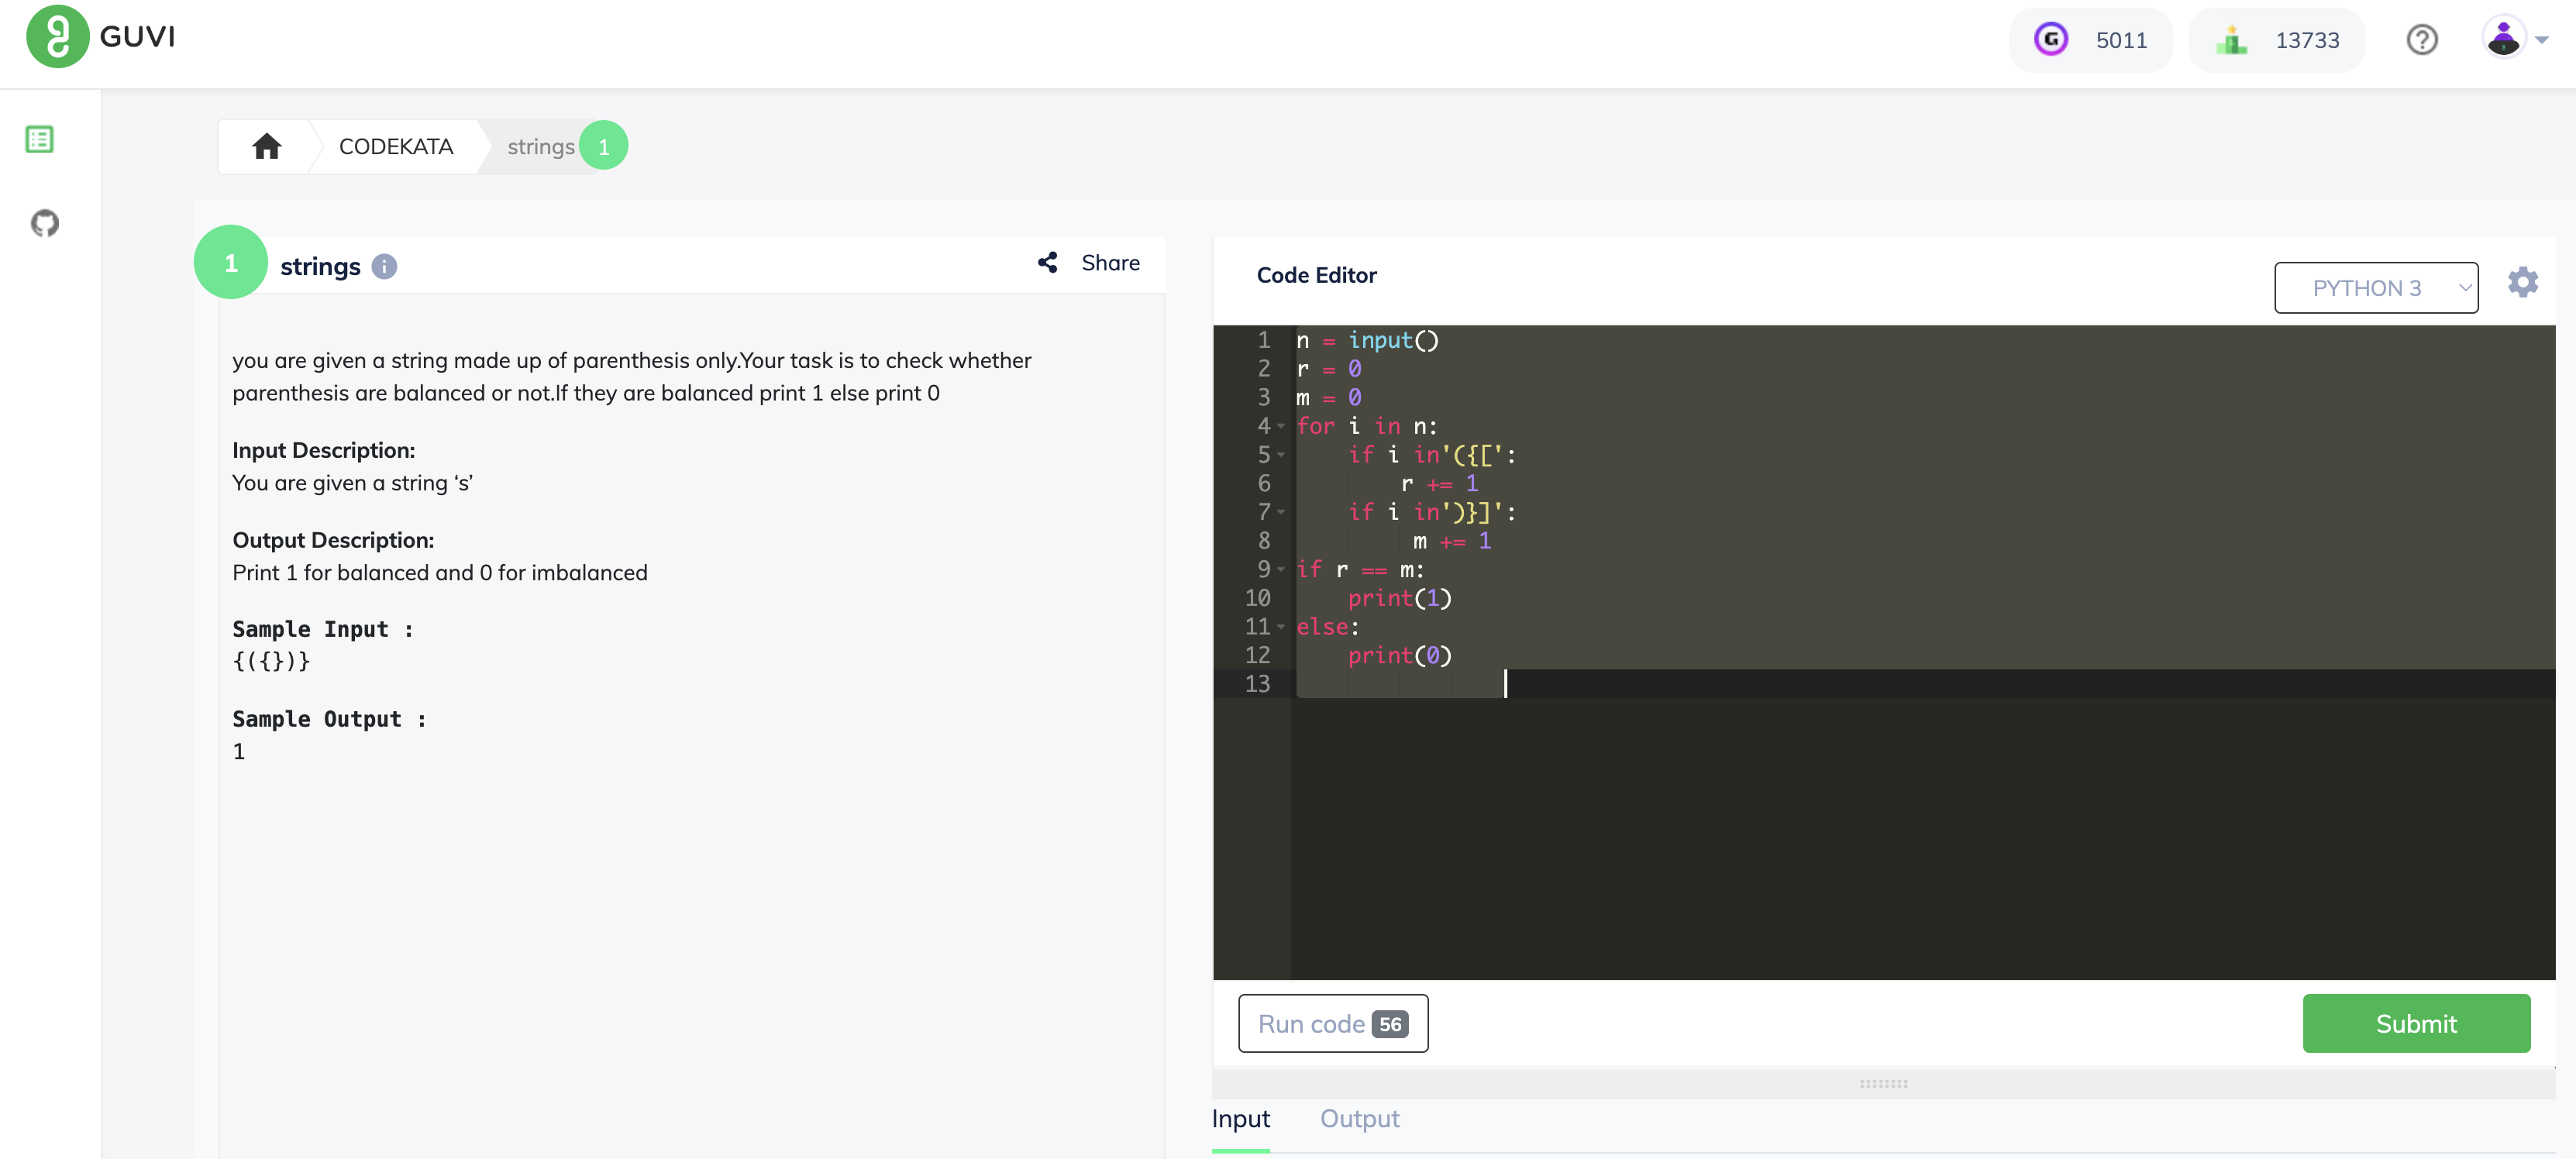 GUVI
5011
13733
CODEKATA
strings
1
1
strings
Share
you are given a string made up of parenthesis only.Your task is to check whether
parenthesis are balanced or not.If they are balanced print 1 else print 0
Input Description:
You are given a string ‘s’
Output Description:
Print 1 for balanced and 0 for imbalanced
Sample Input :
{({})}
Sample Output :
1
Code Editor
PYTHON 3
1 n = input()
2 r = 0
3 m = 0
4 for i in n:
5     if i in'({[':
6         r += 1
7     if i in')}]':
8          m += 1
9 if r == m:
10     print(1)
11 else:
12     print(0)
13
Run code 56
Submit
Input
Output